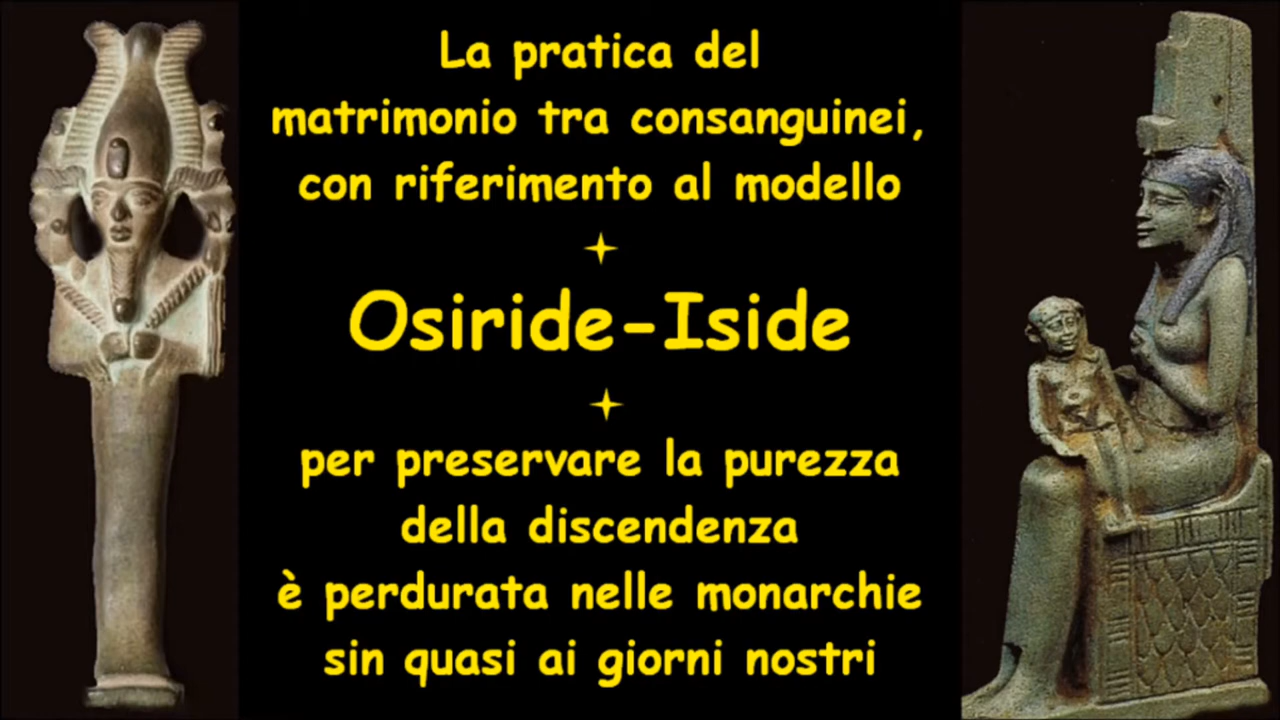 La pratica del
matrimonio tra consanguinei,
con riferimento al modello
Osiride-Iside
per preservare la purezza
della discendenza
è perdurata nelle monarchie
sin quasi ai giorni nostri